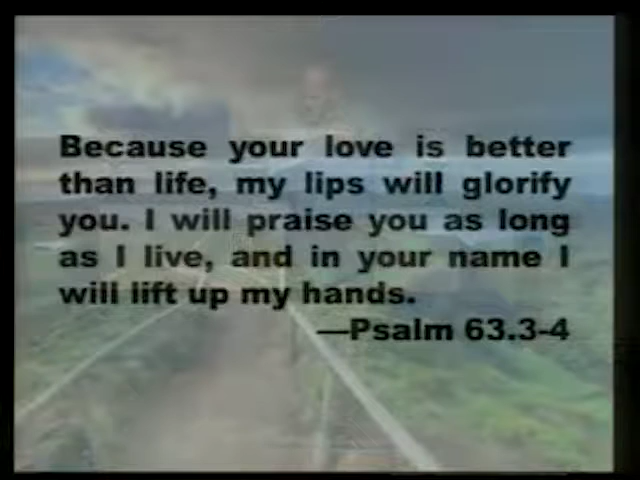 Because your love is better
than life, my lips will glorify
you. I will praise you as long
as I live, and in your name I
will lift up my hands.
—Psalm 63.3-4